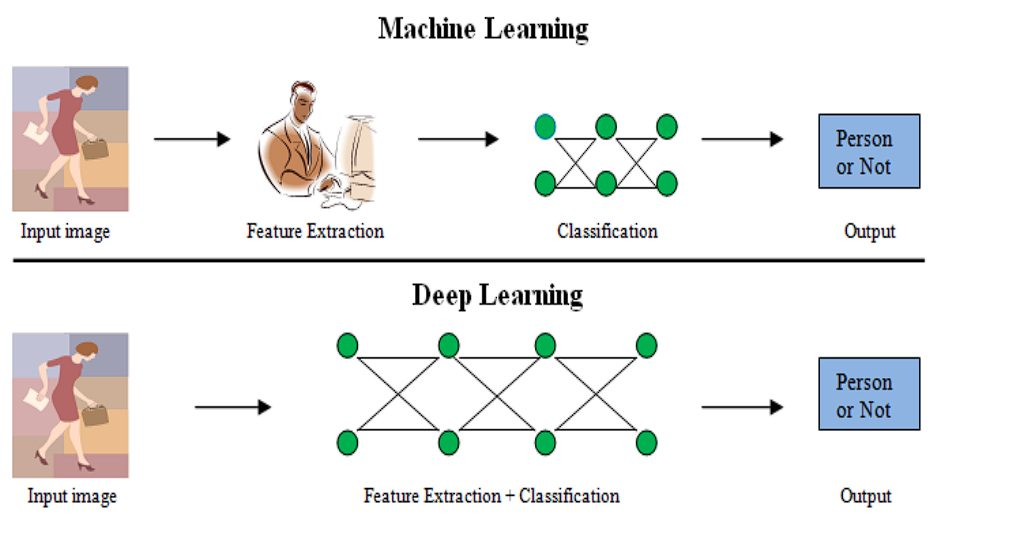 Machine Learning
Person
or Not
Input image
Feature Extraction
Classification
Output
Deep Learning
Person
or Not
Input image
Feature Extraction + Classification
Output